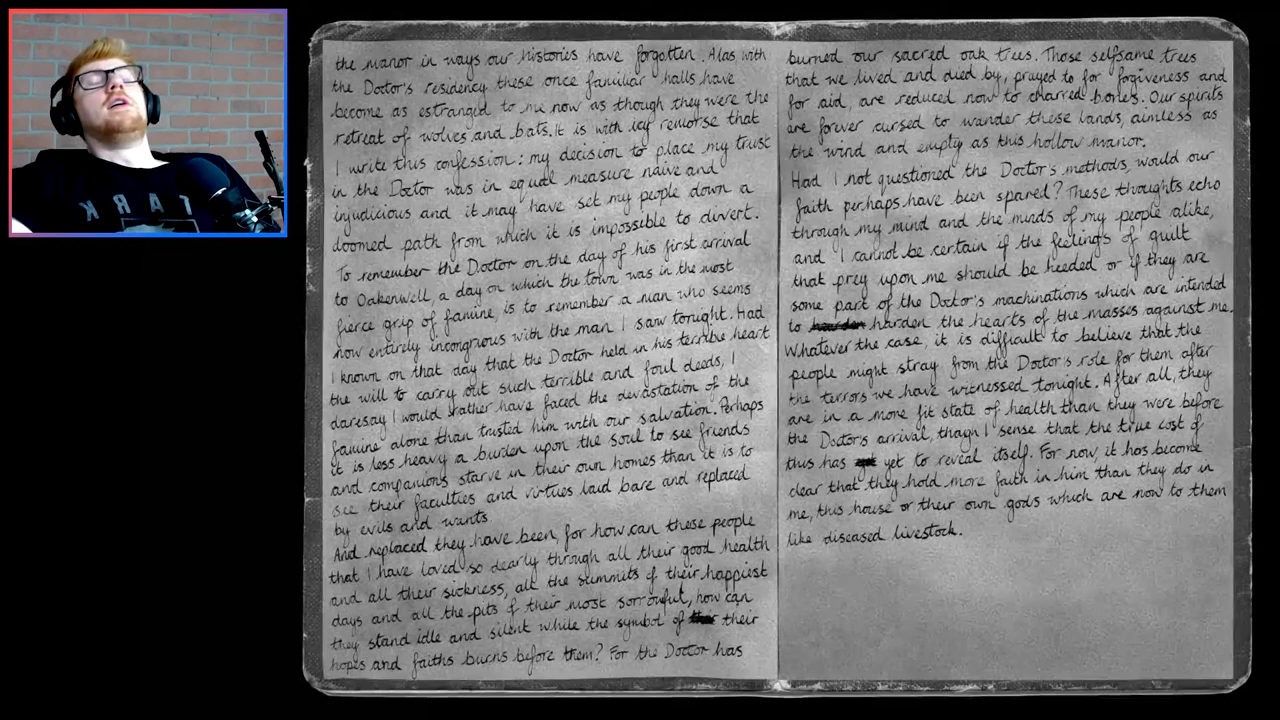 KRAT
the manor in ways our histories have forgotten. Alas with
the Doctor's residency these once familiar halls have
become as estranged to me now as though they were the
retreat of wolves and bats. It is with icy remorse that
I write this confession: my decision to place my trust
in the Doctor was in equal measure naive and
injudicious and it may have set my people down a
doomed path from which it is impossible to divert.
To remember the Doctor on the day of his first arrival
to Oakenwell, a day on which the town was in the most
fierce grip of famine, is to remember a man who seems
now entirely incongrous with the man I saw tonight. Had
I known on that day that the Doctor held in his terrible heart
the will to carry out such terrible and foul deeds, I
daresay I would rather have faced the devastation of the
famine alone than trusted him with our salvation. Perhaps
it is less heavy a burden upon the soul to see friends
and companions starve in their own homes than it is to
see their faculties and virtues laid bare and replaced
by evils and wants.
And replaced they have been, for how can these people
that I have loved so dearly through all their good health
and all their sickness, all the summits of their happiest
days and all the pits of their most sorrowful, how can
they stand idle and silent while the symbol of their their
hopes and faiths burns before them? For the Doctor has
burned our sacred oak trees. Those selfsame trees
that we lived and died by, prayed to for forgiveness and
for aid, are reduced now to charred bones. Our spirits
are forever cursed to wander these lands, aimless as
the wind and empty as this hollow manor.
Had I not questioned the Doctor's methods, would our
faith perhaps have been spared? These thoughts echo
through my mind and the minds of my people alike,
and I cannot be certain if the feelings of guilt
that prey upon me should be heeded or if they are
some part of the Doctor's machinations which are intended
to harden the hearts of the masses against me.
Whatever the case, it is difficult to believe that the
people might stray from the Doctor's role for them after
the terrors we have witnessed tonight. After all, they
are in a more fit state of health than they were before
the Doctor's arrival, though I sense that the true cost of
this has yet to reveal itself. For now, it has become
clear that they hold more faith in him than they do in
me, this house or their own gods which are now to them
like diseased livestock.